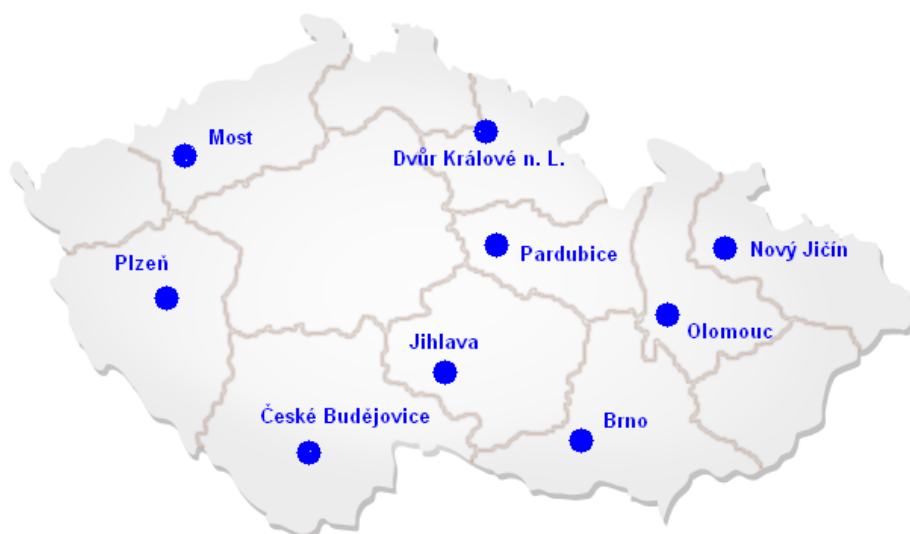 Most
Dvůr Králové n. L.
Pardubice
Nový Jičín
Plzeň
Olomouc
Jihlava
České Budějovice
Brno